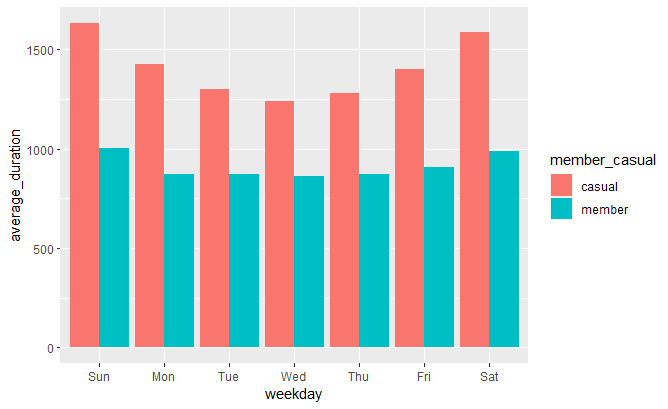 average_duration
1500
1000
500
0
Sun Mon Tue Wed Thu Fri Sat
weekday
member_casual
casual
member